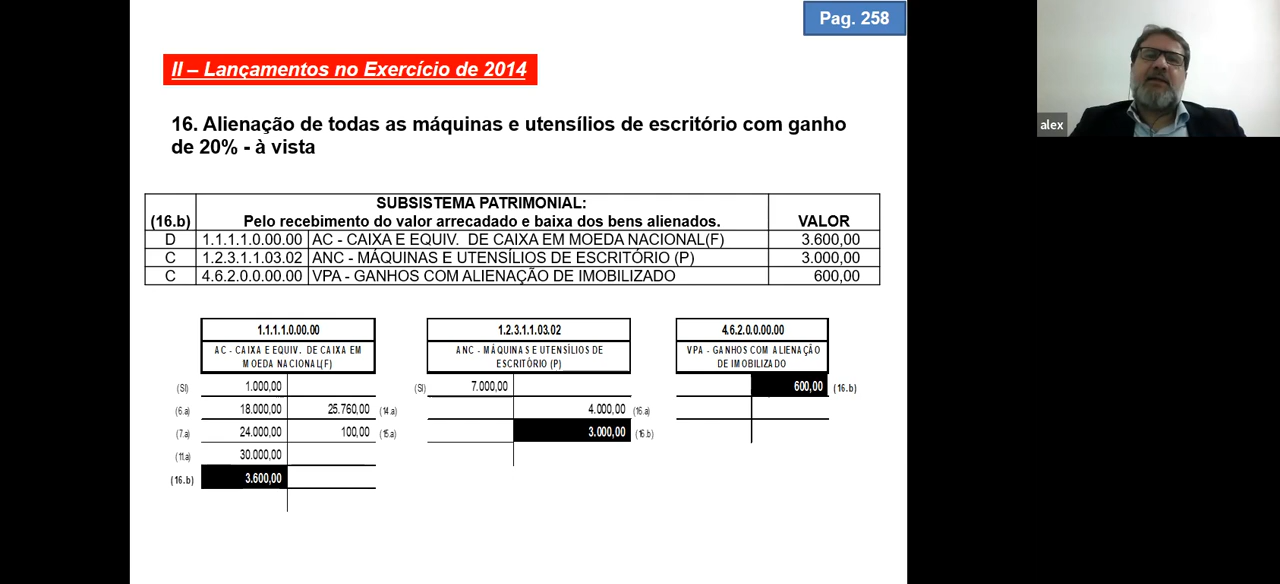 Pag. 258
alex
II – Lançamentos no Exercício de 2014
16. Alienação de todas as máquinas e utensílios de escritório com ganho
de 20% - à vista
(16.b) SUBSISTEMA PATRIMONIAL: VALOR
Pelo recebimento do valor arrecadado e baixa dos bens alienados.
D 1.1.1.1.0.00.00 AC - CAIXA E EQUIV. DE CAIXA EM MOEDA NACIONAL(F) 3.600,00
C 1.2.3.1.1.03.02 ANC - MÁQUINAS E UTENSÍLIOS DE ESCRITÓRIO (P) 3.000,00
C 4.6.2.0.0.00.00 VPA - GANHOS COM ALIENAÇÃO DE IMOBILIZADO 600,00
1.1.1.1.0.00.00
AC - CAIXA E EQUIV. DE CAIXA EM
MOEDA NACIONAL(F)
(SI) 1.000,00
(6.a) 18.000,00 25.760,00 (14.a)
(7.a) 24.000,00 100,00 (15.a)
(11.a) 30.000,00
(16.b) 3.600,00
1.2.3.1.1.03.02
ANC - MÁQUINAS E UTENSÍLIOS DE
ESCRITÓRIO (P)
(SI) 7.000,00
4.000,00 (16.a)
3.000,00 (16.b)
4.6.2.0.0.00.00
VPA - GANHOS COM ALIENAÇÃO
DE IMOBILIZADO
600,00 (16.b)